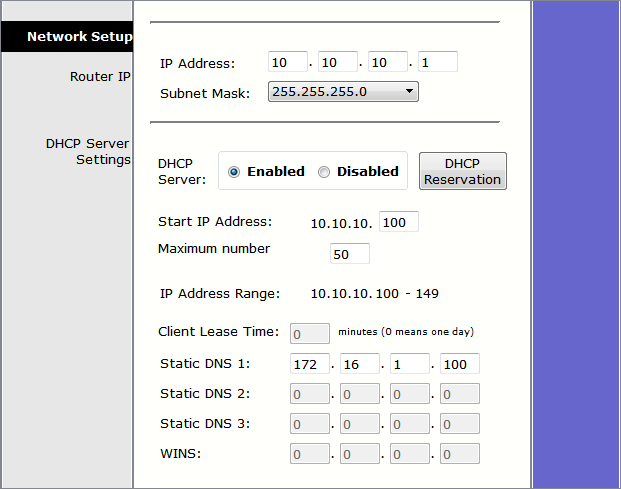 Network Setup
Router IP
IP Address: 10 . 10 . 10 . 1
Subnet Mask: 255.255.255.0
DHCP Server
Settings
DHCP
Server: Enabled Disabled
DHCP
Reservation
Start IP Address: 10.10.10. 100
Maximum number 50
IP Address Range: 10.10.10.100 - 149
Client Lease Time: 0 minutes (0 means one day)
Static DNS 1: 172 . 16 . 1 . 100
Static DNS 2: 0 . 0 . 0 . 0
Static DNS 3: 0 . 0 . 0 . 0
WINS: 0 . 0 . 0 . 0